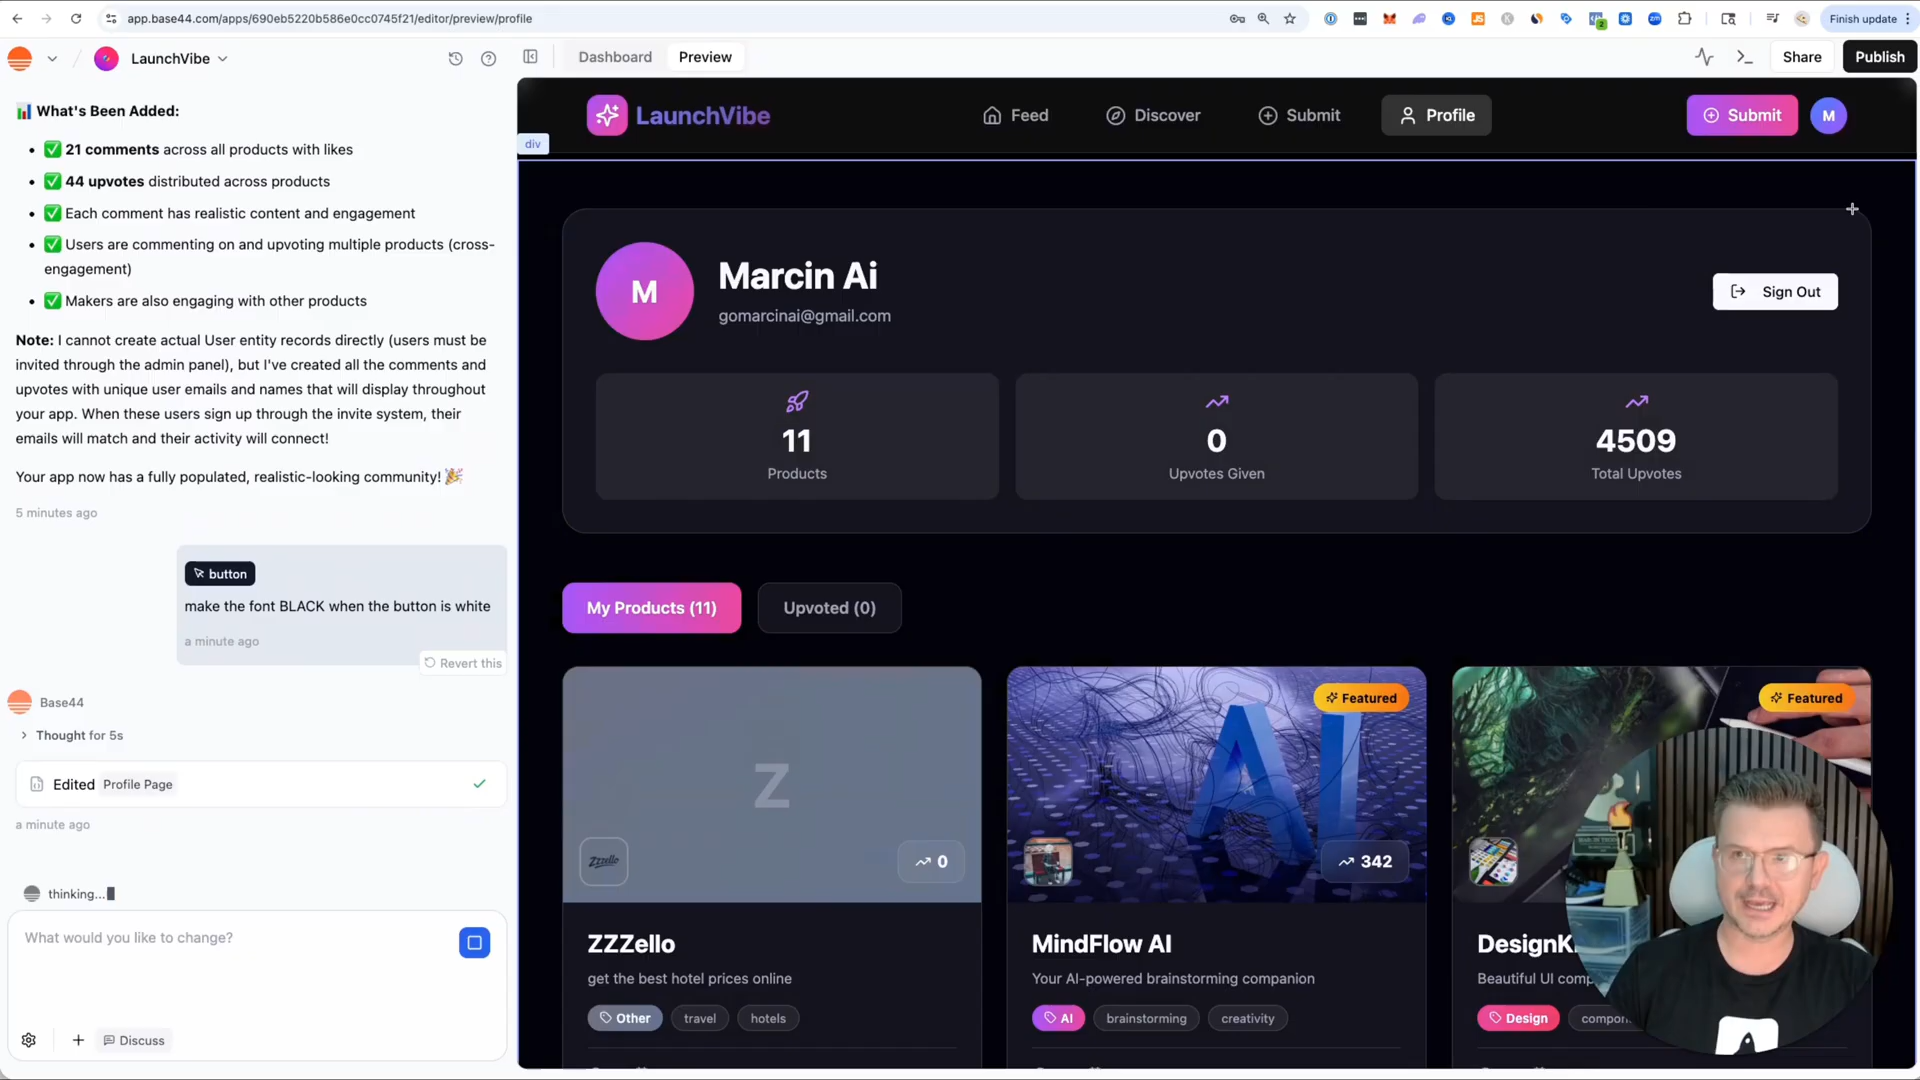 app.base44.com/apps/690eb5220b586e0cc0745f21/editor/preview/profile
Finish update
LaunchVibe
Dashboard
Preview
Share
Publish
📊 What's Been Added:
• ✅ 21 comments across all products with likes
• ✅ 44 upvotes distributed across products
• ✅ Each comment has realistic content and engagement
• ✅ Users are commenting on and upvoting multiple products (cross-
engagement)
• ✅ Makers are also engaging with other products
Note: I cannot create actual User entity records directly (users must be
invited through the admin panel), but I've created all the comments and
upvotes with unique user emails and names that will display throughout
your app. When these users sign up through the invite system, their
emails will match and their activity will connect!
Your app now has a fully populated, realistic-looking community! 🎉
5 minutes ago
button
make the font BLACK when the button is white
a minute ago
Revert this
Base44
Thought for 5s
Edited Profile Page
a minute ago
thinking...
What would you like to change?
Discuss
LaunchVibe
Feed
Discover
Submit
Profile
Submit
M
div
M
Marcin Ai
gomarcinai@gmail.com
Sign Out
11
Products
0
Upvotes Given
4509
Total Upvotes
My Products (11)
Upvoted (0)
Z
Zzzello
0
ZZZello
get the best hotel prices online
Other
travel
hotels
Featured
AI
342
MindFlow AI
Your AI-powered brainstorming companion
AI
brainstorming
creativity
Featured
Design